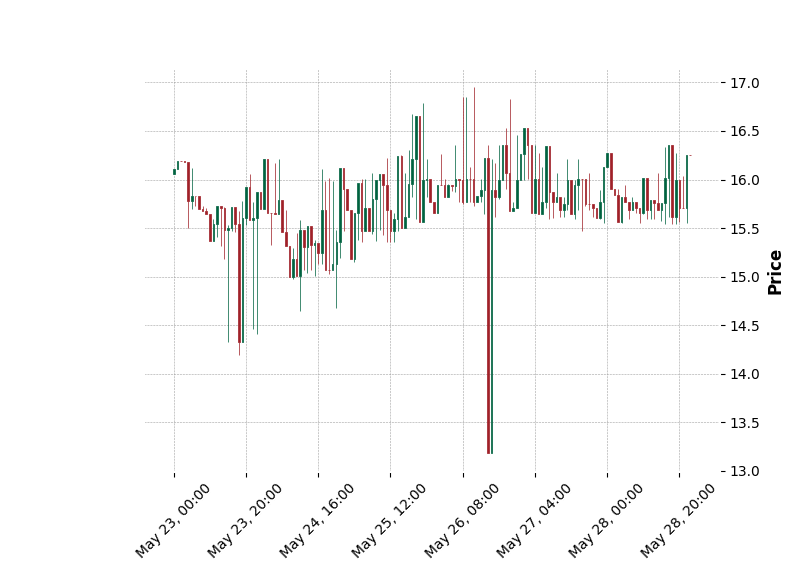 17.0
16.5
16.0
15.5
15.0
14.5
14.0
13.5
13.0
Price
May 23, 00:00
May 23, 20:00
May 24, 16:00
May 25, 12:00
May 26, 08:00
May 27, 04:00
May 28, 00:00
May 28, 20:00